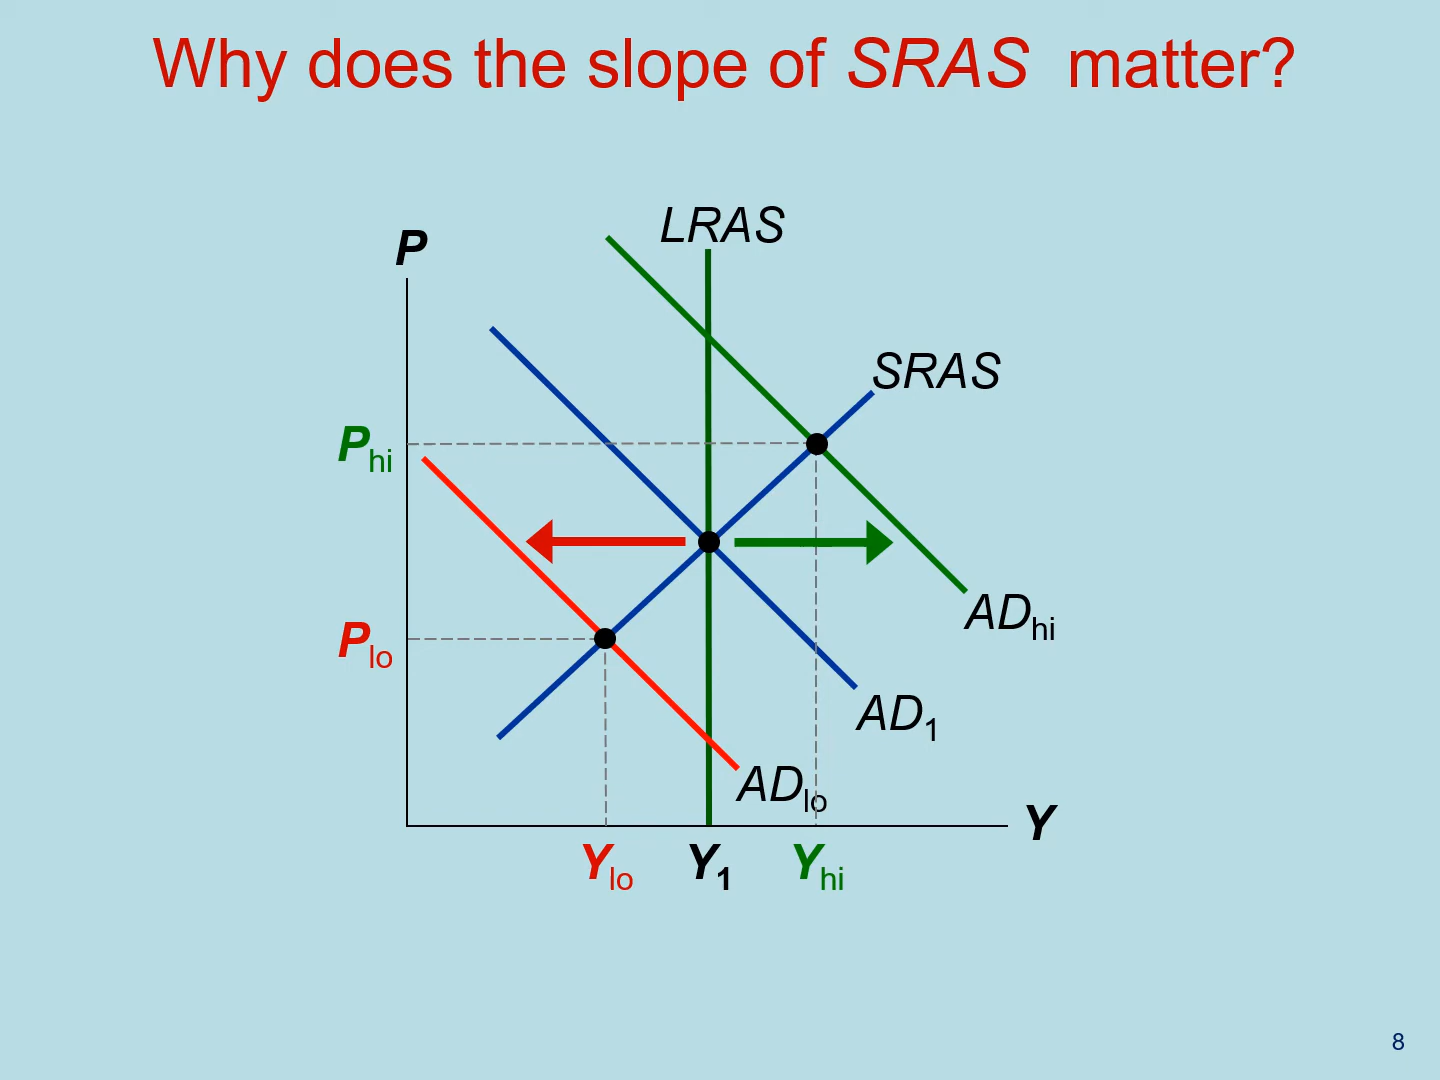 Why does the slope of SRAS matter?
LRAS
P
SRAS
Phi
ADhi
Plo
AD1
ADlo
Y
Ylo
Y1
Yhi
8